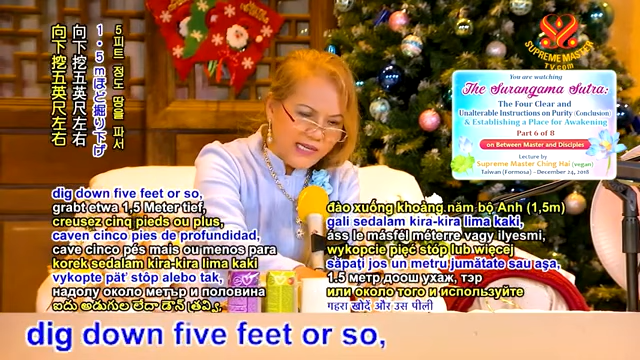 SUPREME MASTER
TV.com
You are watching
The Surangama Sutra:
The Four Clear and
Unalterable Instructions on Purity (Conclusion)
& Establishing a Place for Awakening
Part 6 of 8
on Between Master and Disciples
Lecture by
Supreme Master Ching Hai (vegan)
Taiwan (Formosa) - December 24, 2018
5피트 정도 땅을 파서
1・5mほど掘り下げ
向下挖五英尺左右
向下挖五英尺左右
dig down five feet or so,
grabt etwa 1,5 Meter tief,
creusez cinq pieds ou plus,
caven cinco pies de profundidad,
cave cinco pés mais ou menos para
korek sedalam kira-kira lima kaki
vykopte päť stôp alebo tak,
надолу около метър и половина
ఐదు అడుగుల లేదా డౌన్ త్రవ్వి,
đào xuống khoảng năm bộ Anh (1,5m)
gali sedalam kira-kira lima kaki,
áss le másfél méterre vagy ilyesmi,
wykopcie pięć stóp lub więcej
săpați jos un metru jumătate sau așa,
1.5 метр доош ухаж, тэр
или около того и используйте
गहरा खोदें और उस पीली
dig down five feet or so,